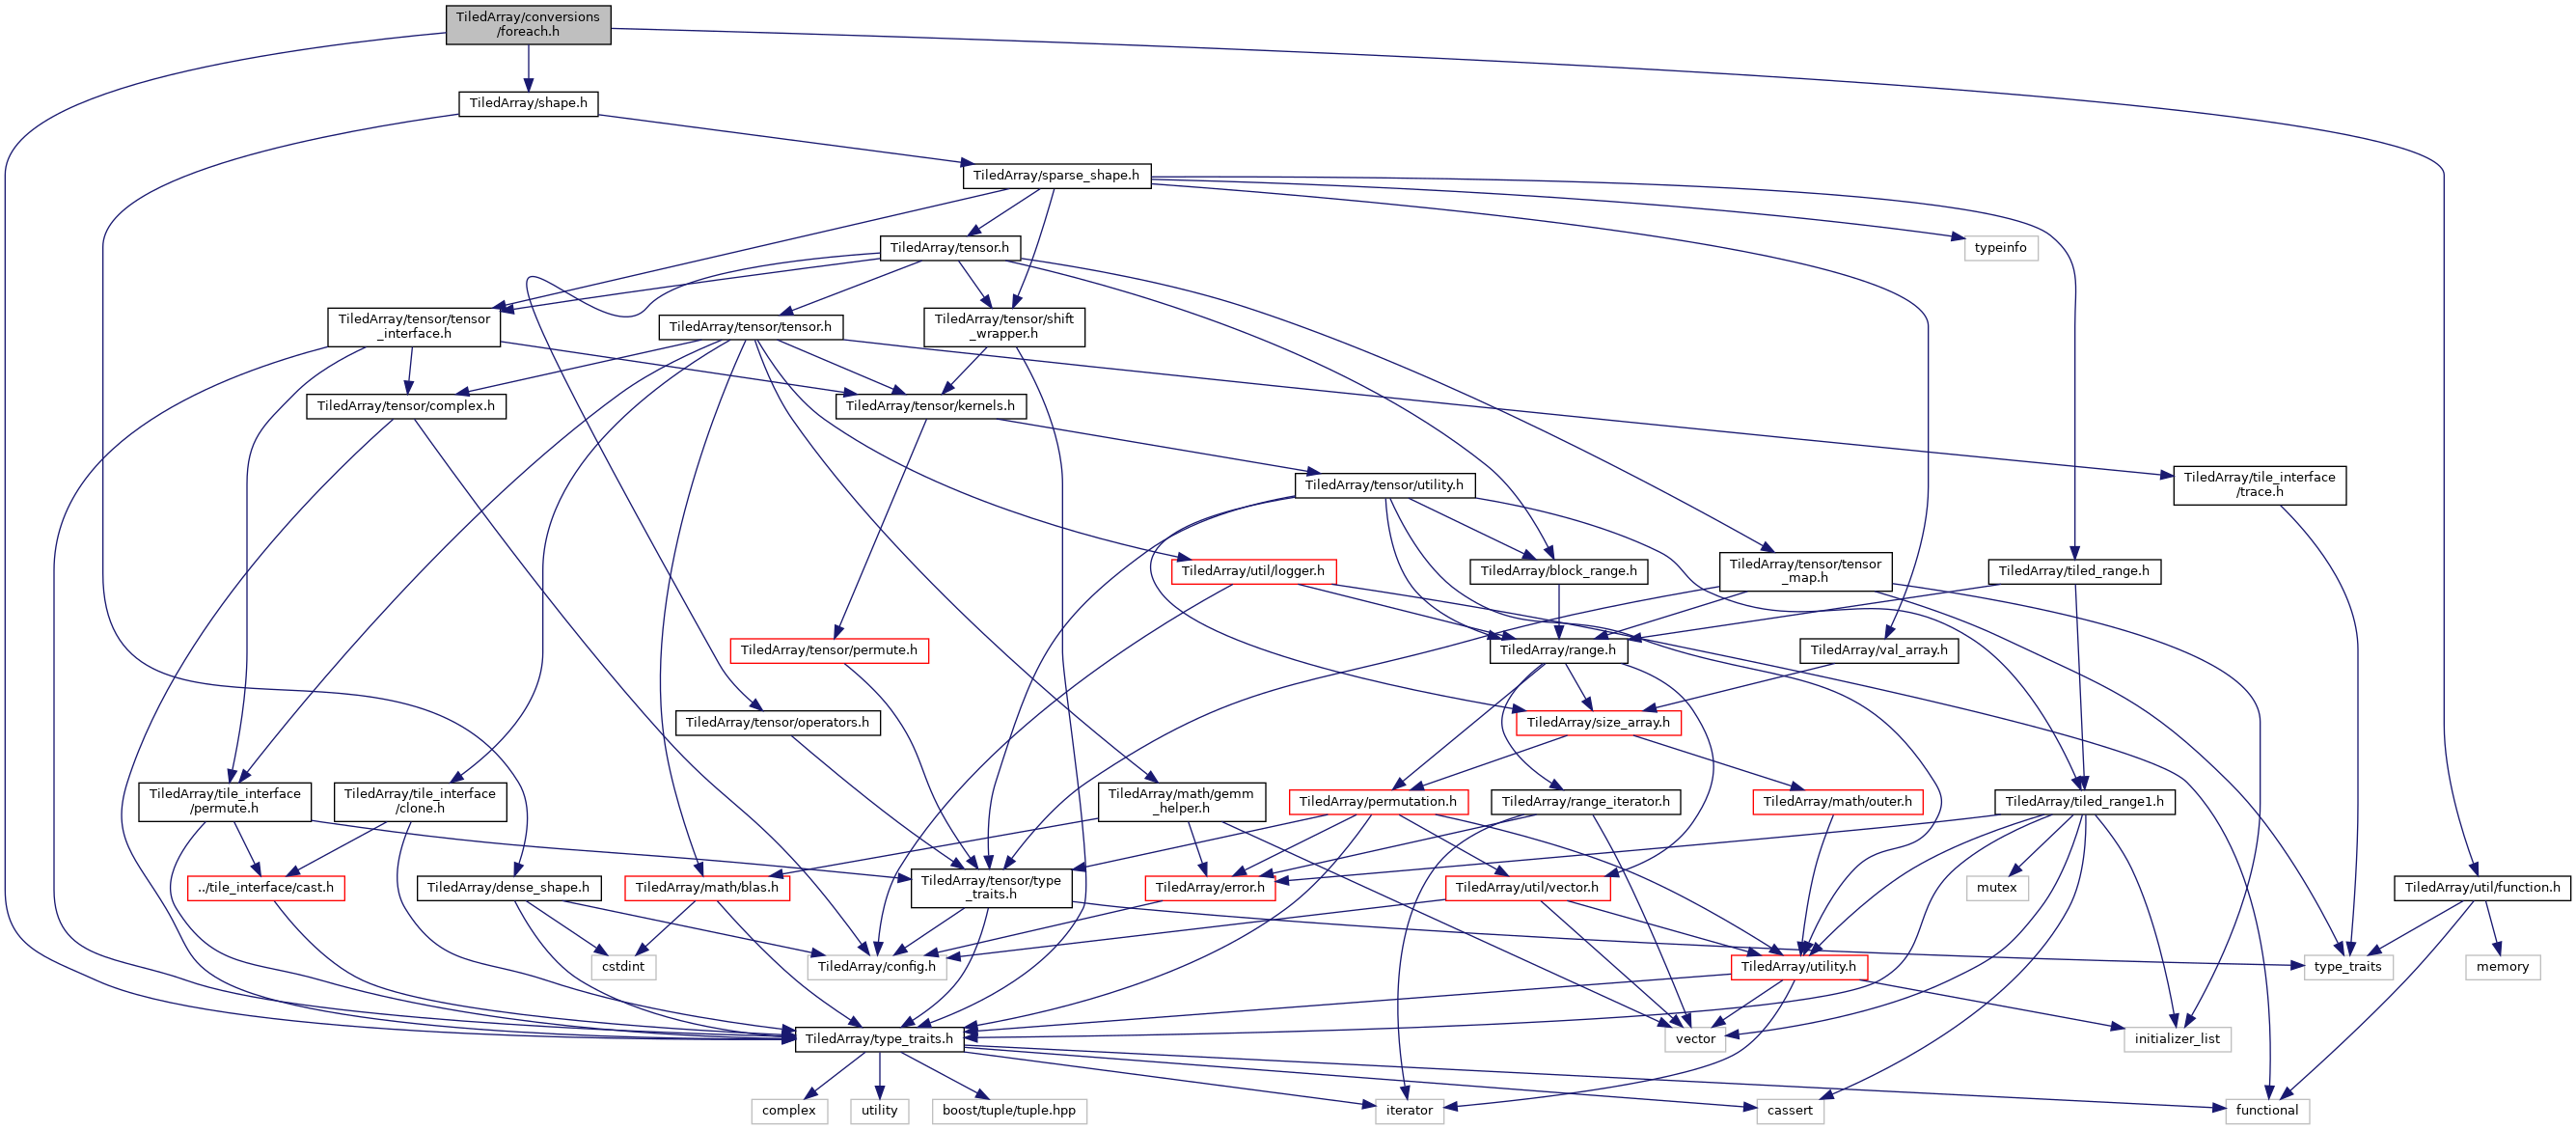 TiledArray/conversions
/foreach.h
TiledArray/shape.h
TiledArray/sparse_shape.h
TiledArray/tensor.h
typeinfo
TiledArray/tensor/tensor
_interface.h
TiledArray/tensor/tensor.h
TiledArray/tensor/shift
_wrapper.h
TiledArray/tensor/complex.h
TiledArray/tensor/kernels.h
TiledArray/tensor/utility.h
TiledArray/tile_interface
/trace.h
TiledArray/util/logger.h
TiledArray/block_range.h
TiledArray/tensor/tensor
_map.h
TiledArray/tiled_range.h
TiledArray/tensor/permute.h
TiledArray/range.h
TiledArray/val_array.h
TiledArray/tensor/operators.h
TiledArray/size_array.h
TiledArray/tile_interface
/permute.h
TiledArray/tile_interface
/clone.h
TiledArray/math/gemm
_helper.h
TiledArray/permutation.h
TiledArray/range_iterator.h
TiledArray/math/outer.h
TiledArray/tiled_range1.h
../tile_interface/cast.h
TiledArray/dense_shape.h
TiledArray/math/blas.h
TiledArray/tensor/type
_traits.h
TiledArray/error.h
TiledArray/util/vector.h
mutex
TiledArray/util/function.h
cstdint
TiledArray/config.h
TiledArray/utility.h
type_traits
memory
TiledArray/type_traits.h
vector
initializer_list
complex
utility
boost/tuple/tuple.hpp
iterator
cassert
functional